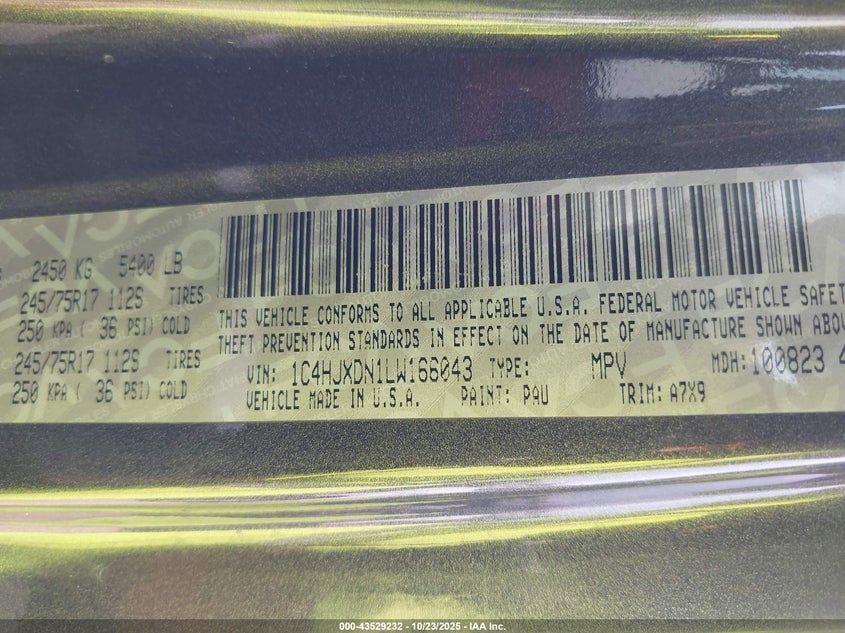 2450 KG 5400 LB
245/75R17 112S TIRES
250 KPA ( 36 PSI) COLD
245/75R17 112S TIRES
250 KPA ( 36 PSI) COLD
THIS VEHICLE CONFORMS TO ALL APPLICABLE U.S.A. FEDERAL MOTOR VEHICLE SAFET
THEFT PREVENTION STANDARDS IN EFFECT ON THE DATE OF MANUFACTURE SHOWN ABOV
VIN: 1C4HJXDN1LW166043 TYPE: MPV MDH: 100823 4
VEHICLE MADE IN U.S.A. PAINT: PAU TRIM: A7X9
000-43529232 - 10/23/2025 - IAA Inc.